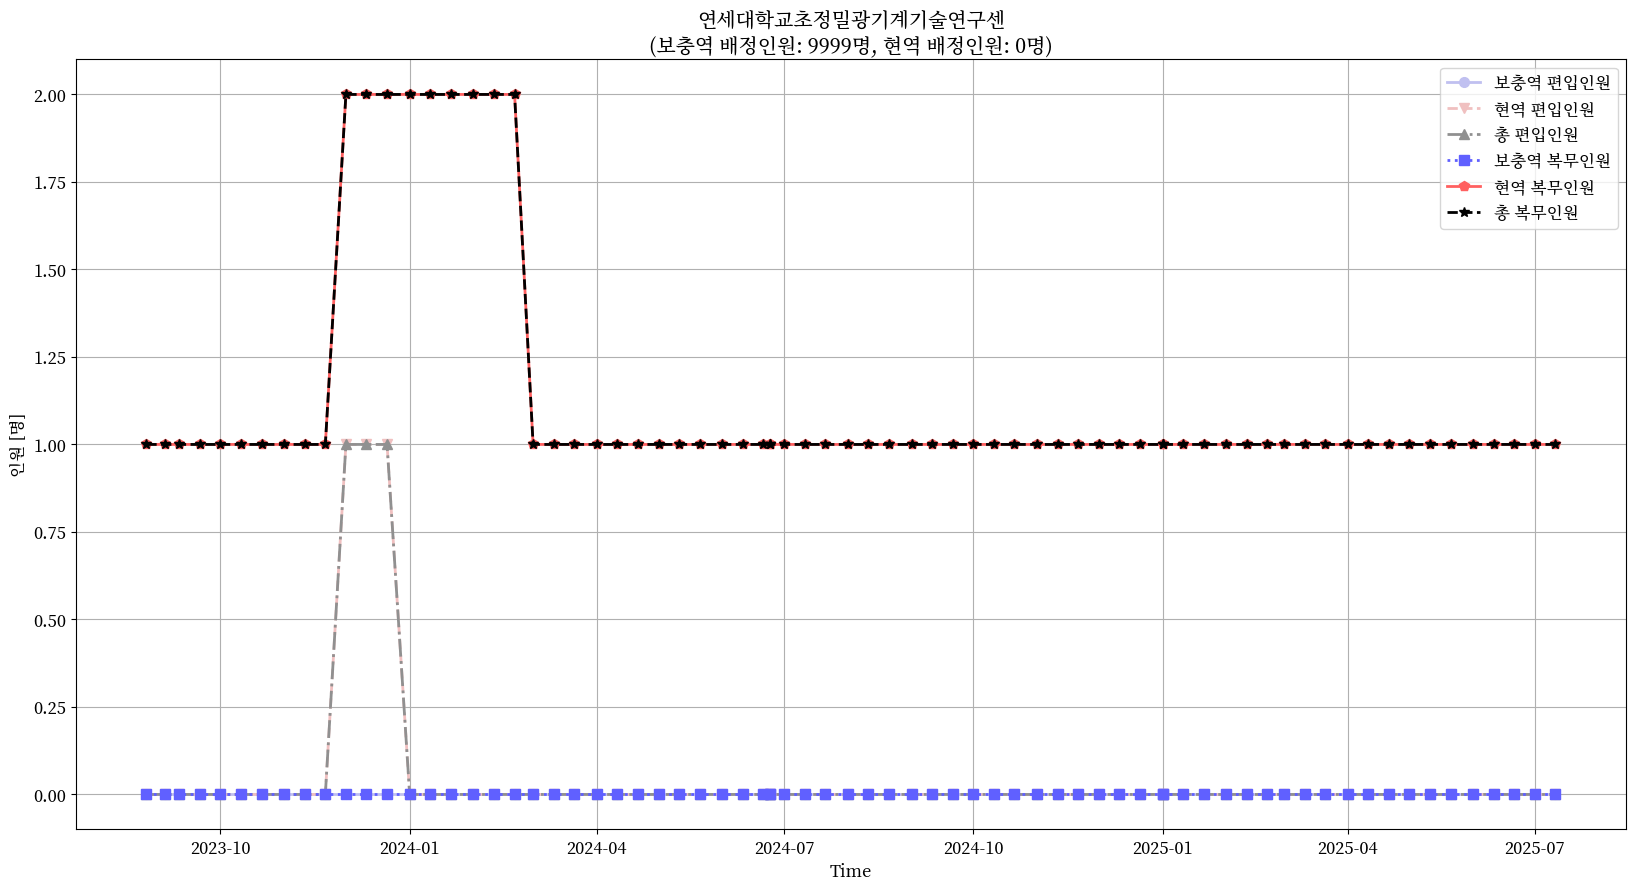 연세대학교초정밀광기계기술연구센
(보충역 배정인원: 9999명, 현역 배정인원: 0명)
보충역 편입인원
현역 편입인원
총 편입인원
보충역 복무인원
현역 복무인원
총 복무인원
인원 [명]
2.00
1.75
1.50
1.25
1.00
0.75
0.50
0.25
0.00
2023-10
2024-01
2024-04
2024-07
2024-10
2025-01
2025-04
2025-07
Time